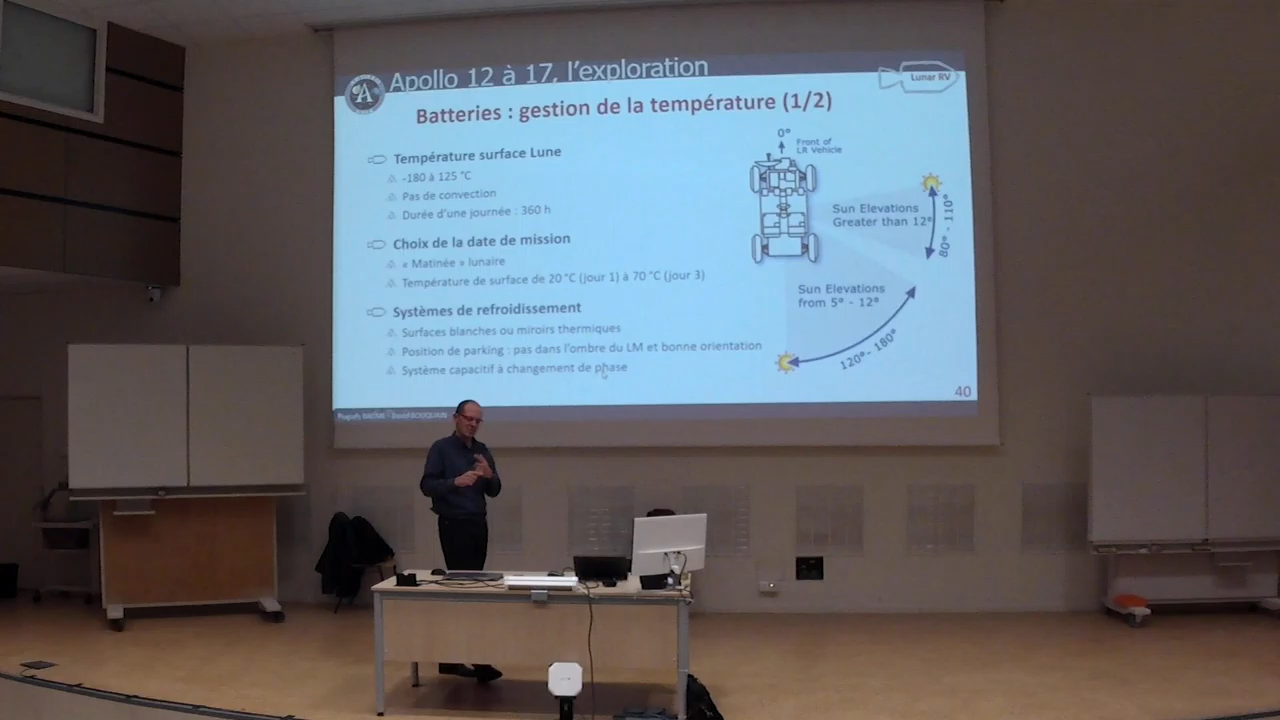 Apollo 12 à 17, l'exploration
Lunar RV
A
Batteries : gestion de la température (1/2)
Température surface Lune
-180 à 125 °C
Pas de convection
Durée d'une journée : 360 h
Choix de la date de mission
« Matinée » lunaire
Température de surface de 20 °C (jour 1) à 70 °C (jour 3)
Systèmes de refroidissement
Surfaces blanches ou miroirs thermiques
Position de parking : pas dans l'ombre du LM et bonne orientation
Système capacitif à changement de phase
0°
Front of
LR Vehicle
Sun Elevations
Greater than 12°
80° - 110°
Sun Elevations
from 5° - 12°
120° - 180°
40